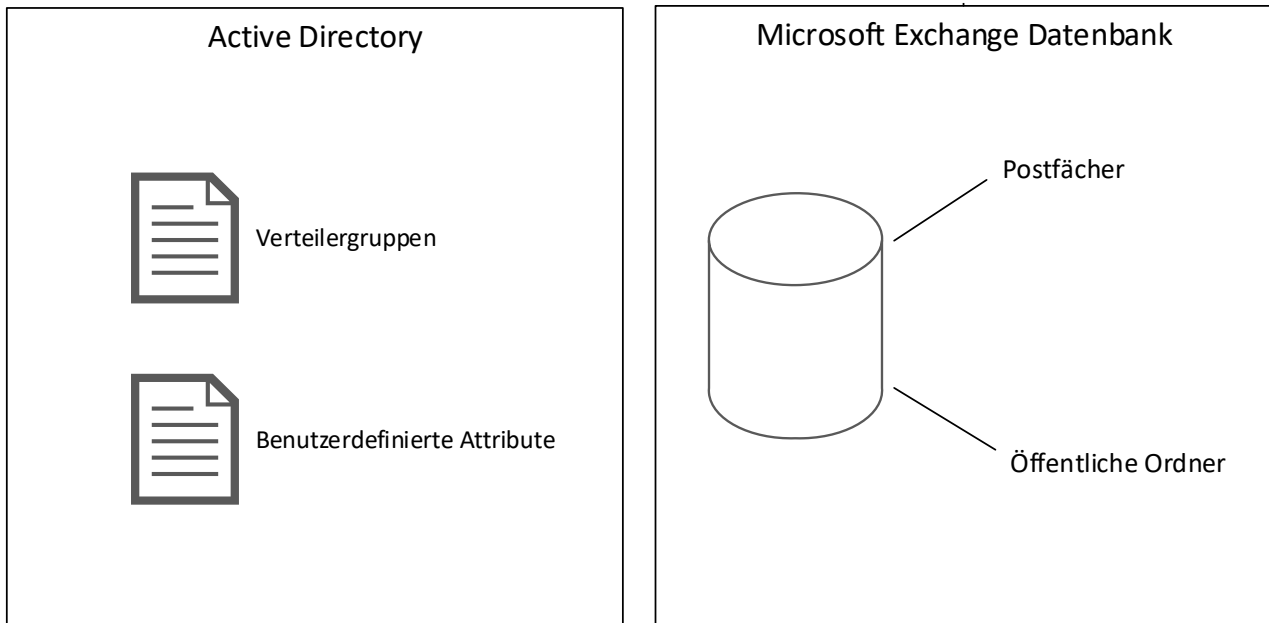 Active Directory
Verteilergruppen
Benutzerdefinierte Attribute
Microsoft Exchange Datenbank
Postfächer
Öffentliche Ordner